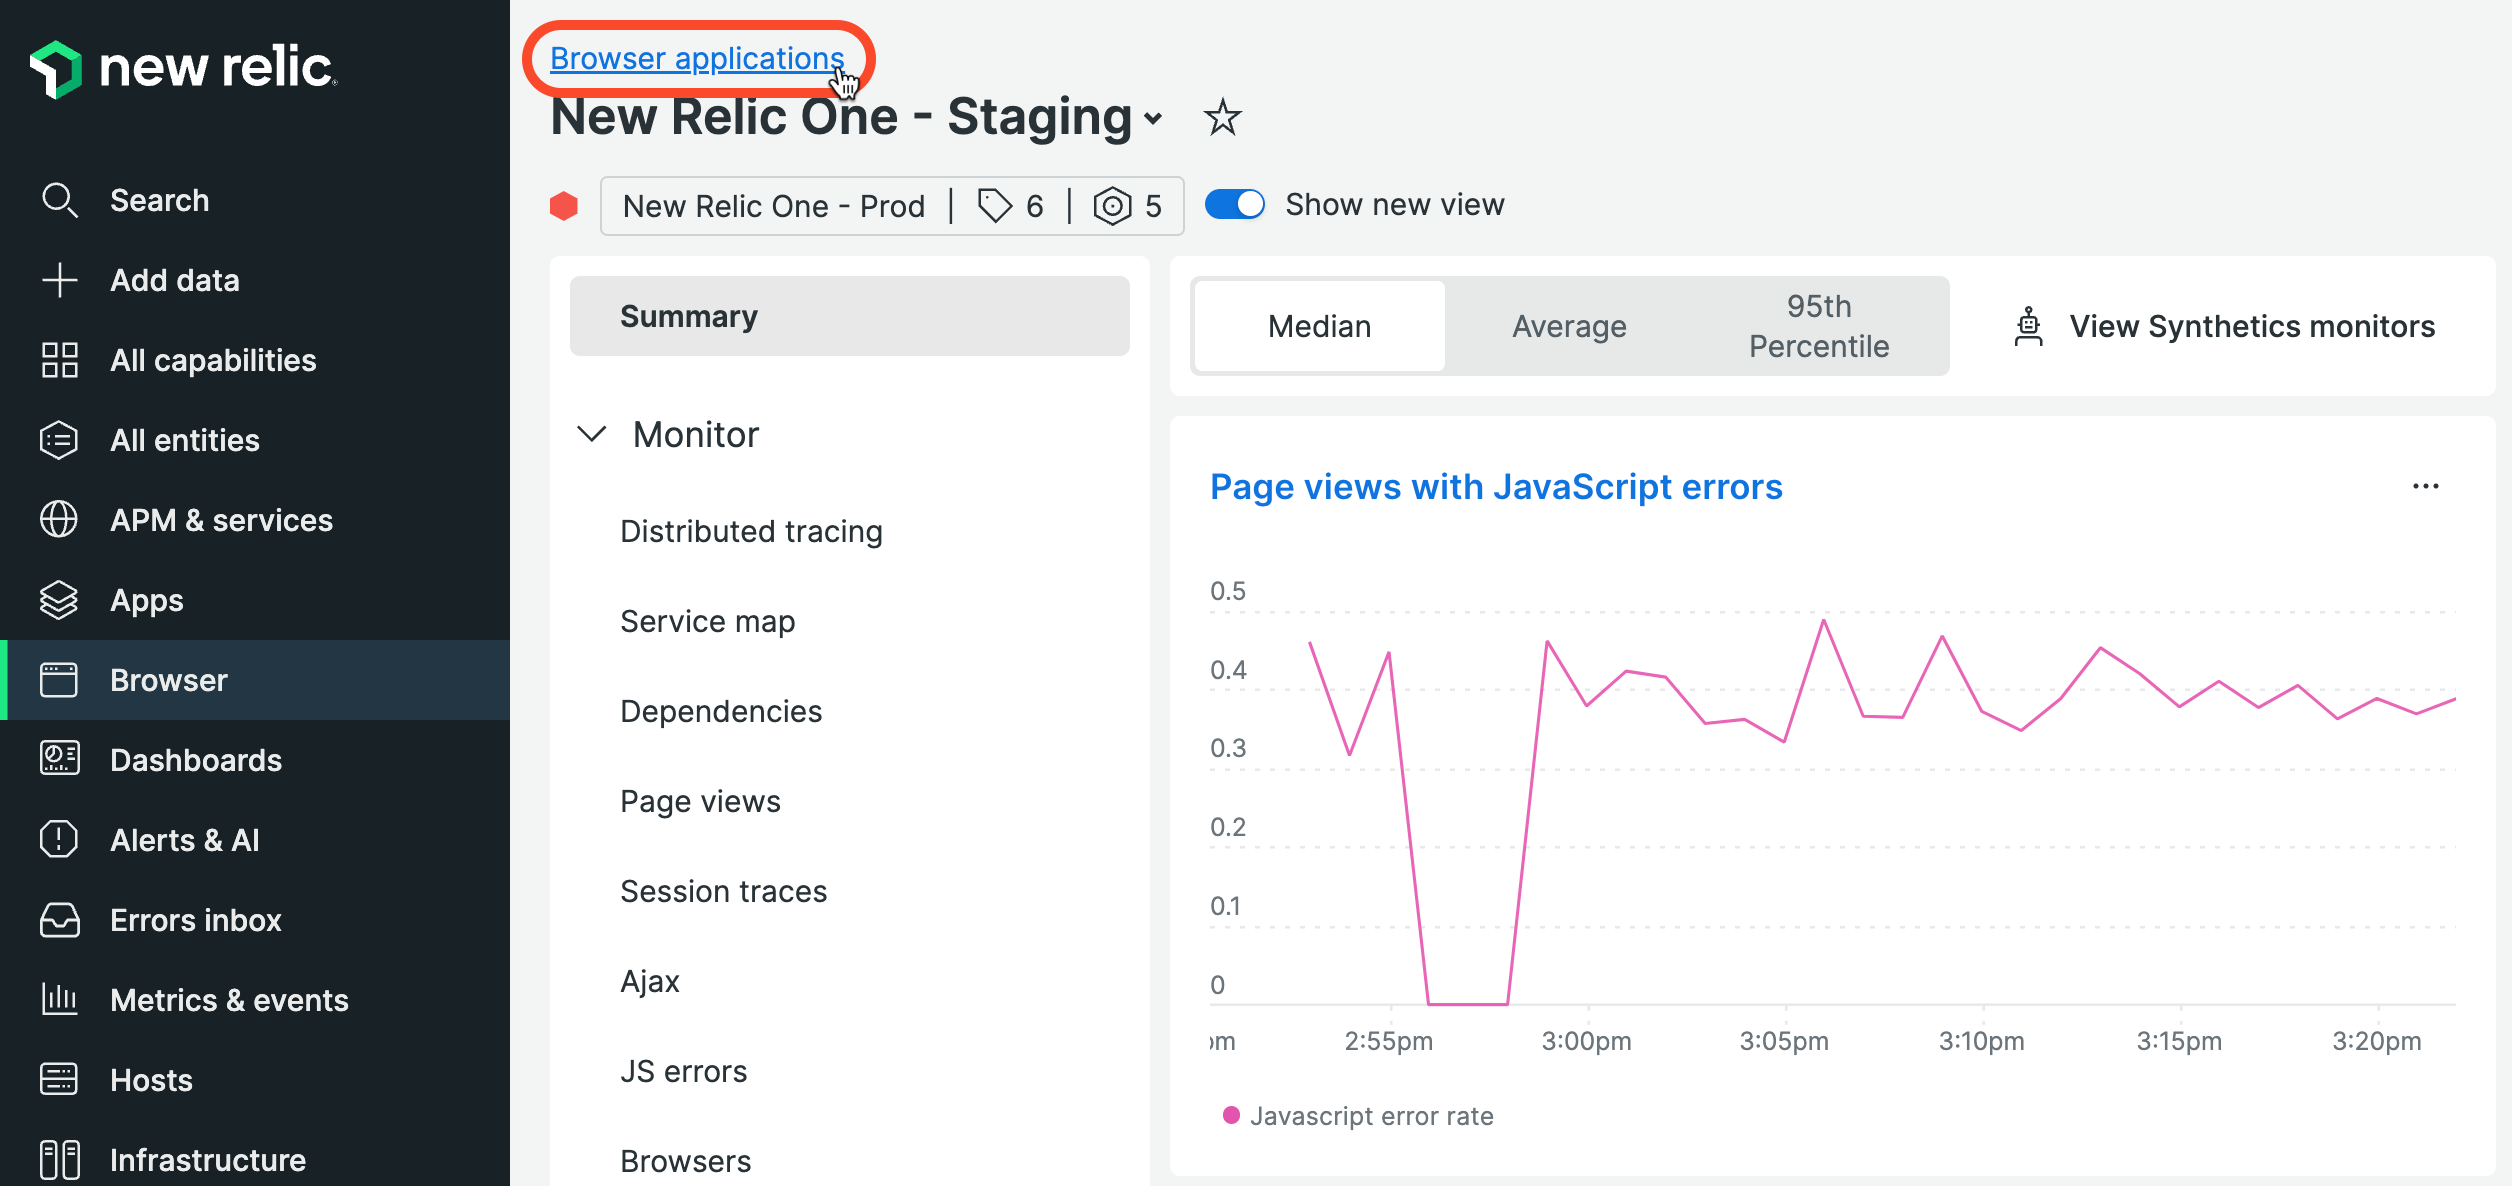 new relic
Search
Add data
All capabilities
All entities
APM & services
Apps
Browser
Dashboards
Alerts & AI
Errors inbox
Metrics & events
Hosts
Infrastructure
Browser applications
New Relic One - Staging
New Relic One - Prod | 6 | 5
Show new view
Summary
Monitor
Distributed tracing
Service map
Dependencies
Page views
Session traces
Ajax
JS errors
Browsers
Median
Average
95th
Percentile
View Synthetics monitors
Page views with JavaScript errors
0.5
0.4
0.3
0.2
0.1
0
2:55pm 3:00pm 3:05pm 3:10pm 3:15pm 3:20pm
Javascript error rate